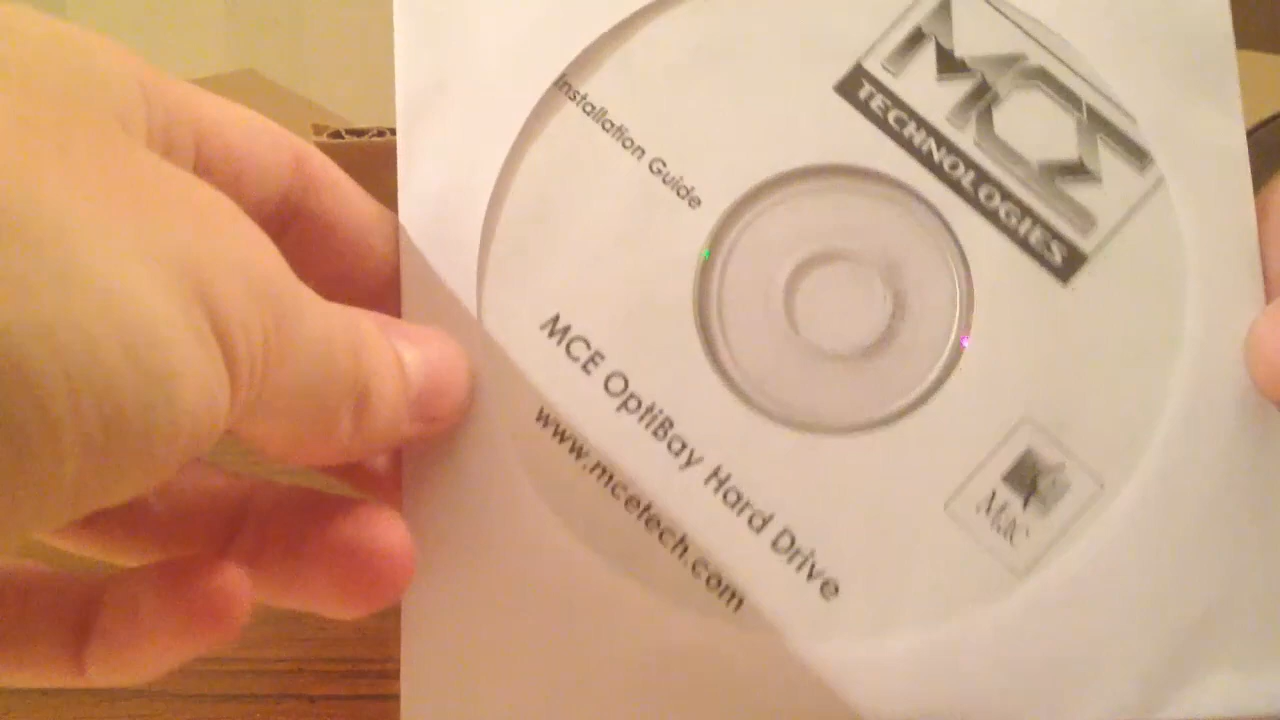 MCE
TECHNOLOGIES
Installation Guide
MCE OptiBay Hard Drive
www.mcetech.com
Mac